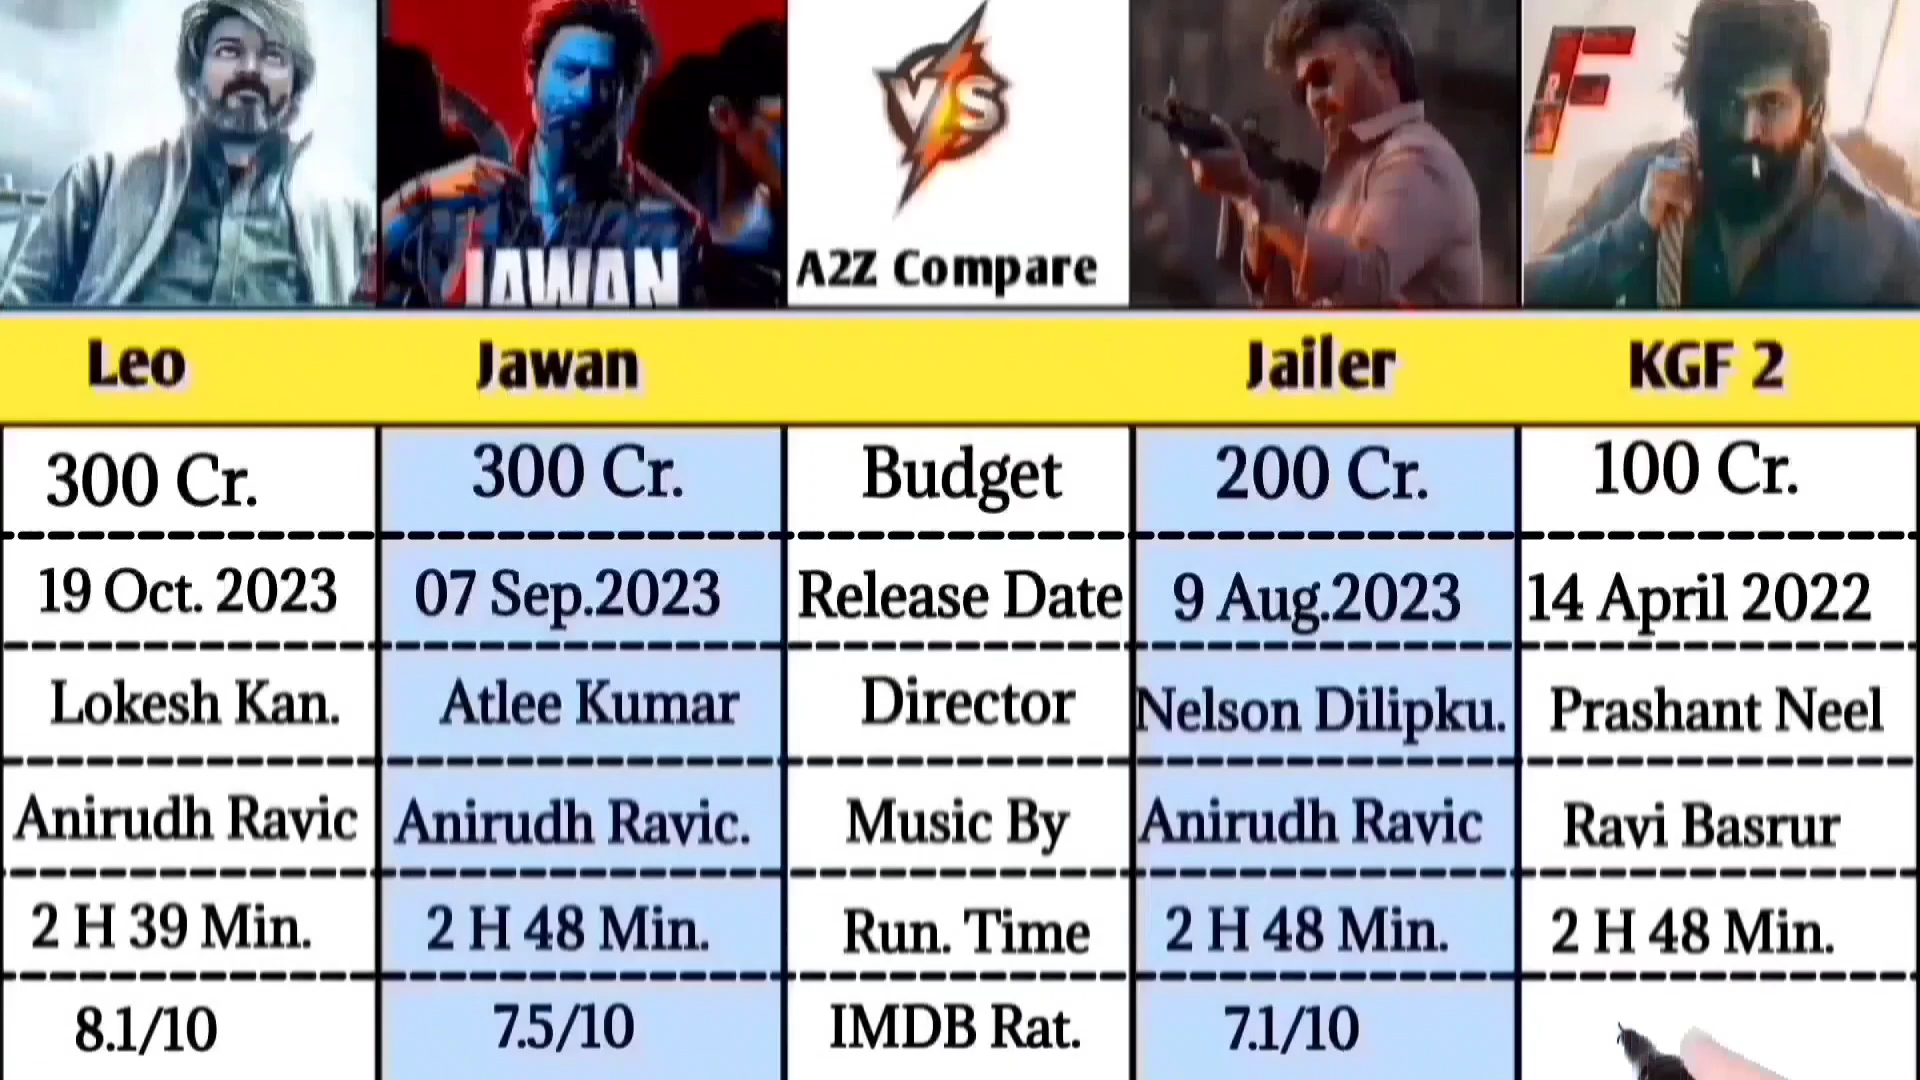 VS
A2Z Compare
JAWAN
F
Leo
Jawan
Jailer
KGF 2
300 Cr.
300 Cr.
Budget
200 Cr.
100 Cr.
19 Oct. 2023
07 Sep.2023
Release Date
9 Aug.2023
14 April 2022
Lokesh Kan.
Atlee Kumar
Director
Nelson Dilipku.
Prashant Neel
Anirudh Ravic
Anirudh Ravic.
Music By
Anirudh Ravic
Ravi Basrur
2 H 39 Min.
2 H 48 Min.
Run. Time
2 H 48 Min.
2 H 48 Min.
8.1/10
7.5/10
IMDB Rat.
7.1/10